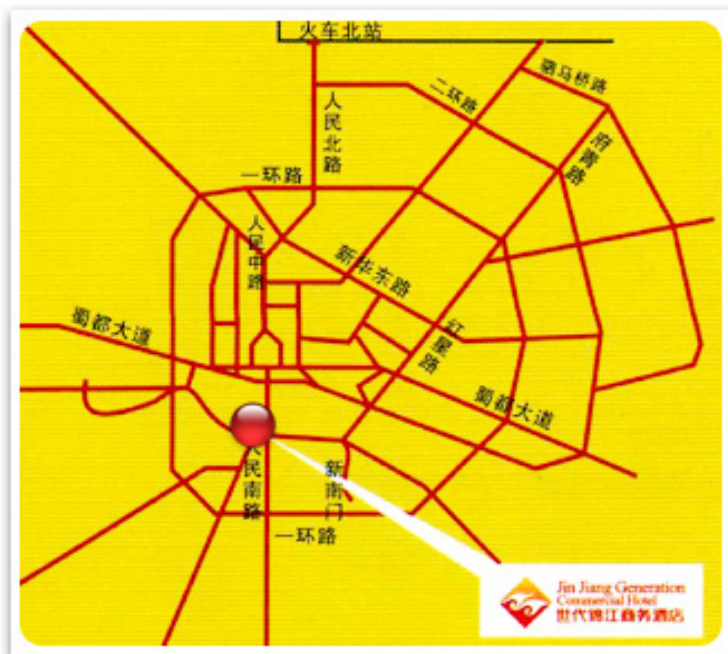 火车北站
驷马桥路
二环路
人民北路
府青路
一环路
人民中路
新华东路
蜀都大道
红星路
蜀都大道
人民南路
新南门
一环路
Jin Jiang Generation
Commercial Hotel
世代锦江商务酒店